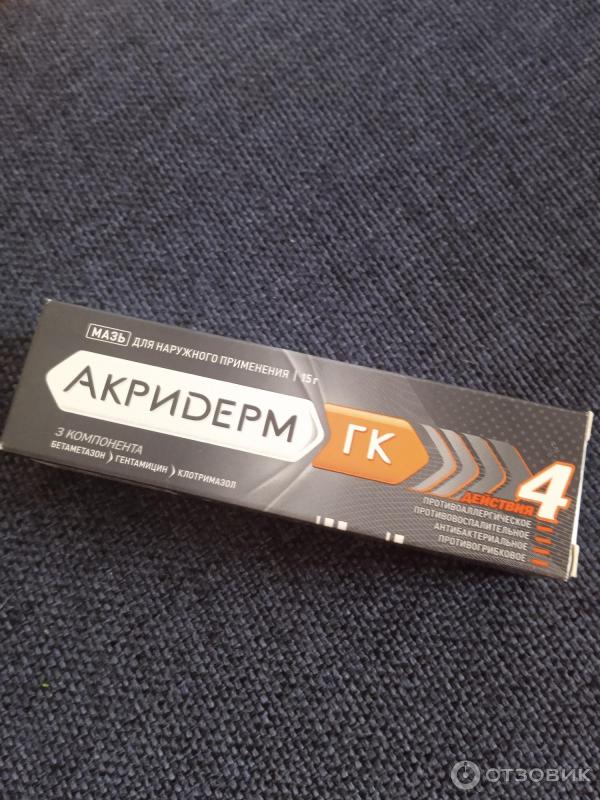 МАЗЬ ДЛЯ НАРУЖНОГО ПРИМЕНЕНИЯ | 15 г
АКРИДЕРМ ГК
3 КОМПОНЕНТА
БЕТАМЕТАЗОН > ГЕНТАМИЦИН > КЛОТРИМАЗОЛ
4 ДЕЙСТВИЯ
ПРОТИВОАЛЛЕРГИЧЕСКОЕ
ПРОТИВОВОСПАЛИТЕЛЬНОЕ
АНТИБАКТЕРИАЛЬНОЕ
ПРОТИВОГРИБКОВОЕ
ОТЗОВИК